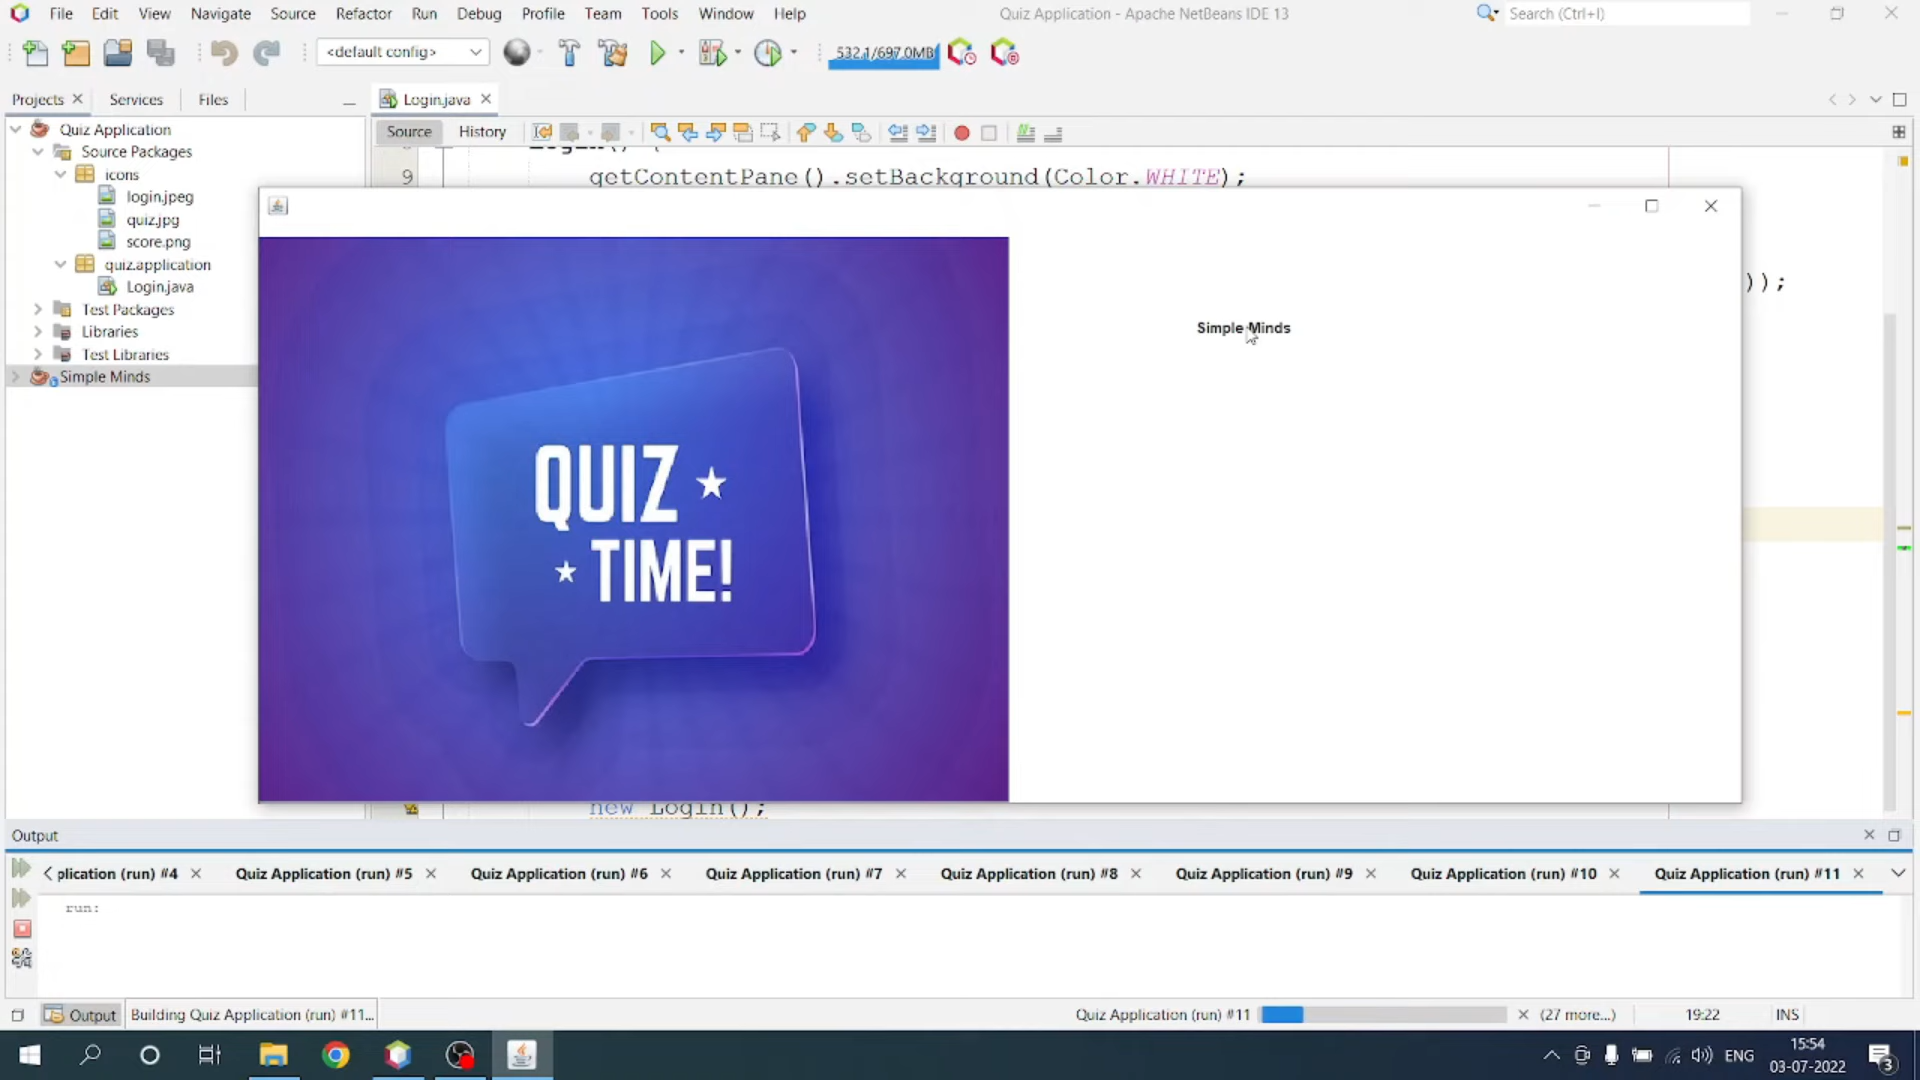 File Edit View Navigate Source Refactor Run Debug Profile Team Tools Window Help
Quiz Application - Apache NetBeans IDE 13
Search (Ctrl+I)
<default config>
532.1/697.0MB
Projects
Services
Files
Login.java
Source
History
Quiz Application
Source Packages
icons
login.jpeg
quiz.jpg
score.png
quiz.application
Login.java
Test Packages
Libraries
Test Libraries
Simple Minds
9
getContentPane().setBackground(Color.WHITE);
));
Simple Minds
QUIZ
TIME!
new Login();
Output
plication (run) #4
Quiz Application (run) #5
Quiz Application (run) #6
Quiz Application (run) #7
Quiz Application (run) #8
Quiz Application (run) #9
Quiz Application (run) #10
Quiz Application (run) #11
run:
Output
Building Quiz Application (run) #11...
Quiz Application (run) #11
(27 more...)
19:22
INS
ENG
15:54
03-07-2022
3